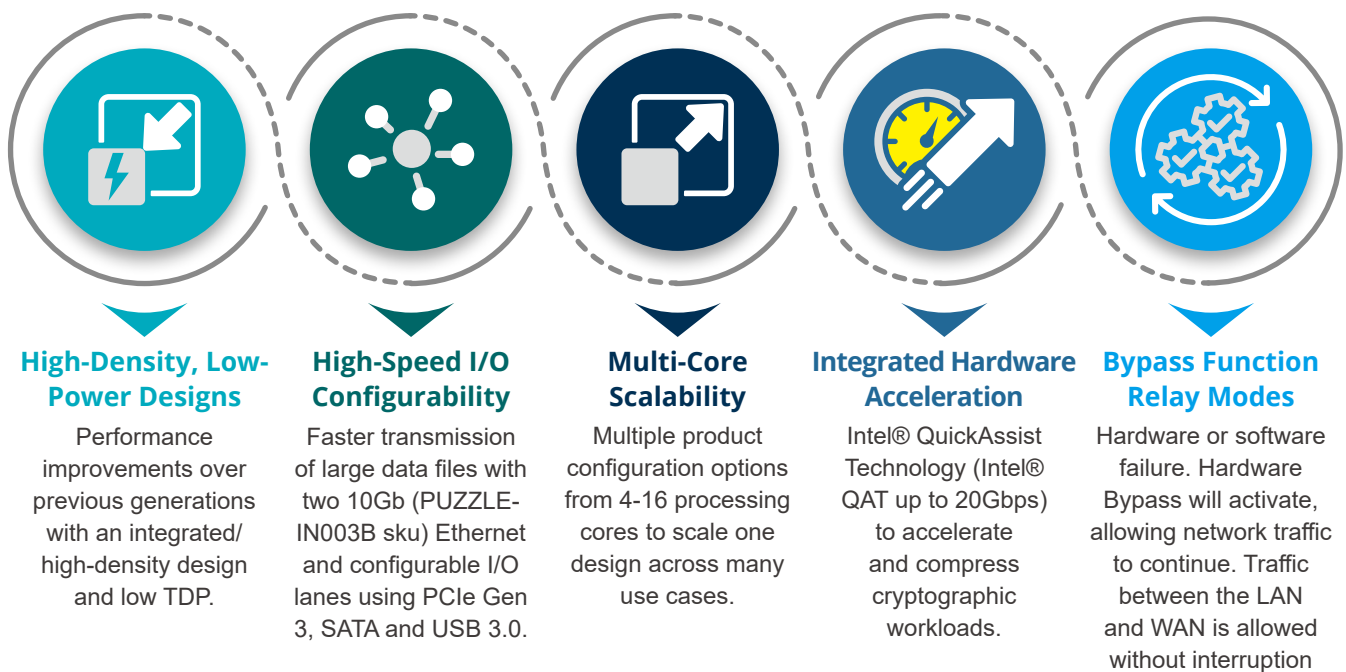 High-Density, Low-
Power Designs
Performance
improvements over
previous generations
with an integrated/
high-density design
and low TDP.
High-Speed I/O
Configurability
Faster transmission
of large data files with
two 10Gb (PUZZLE-
IN003B sku) Ethernet
and configurable I/O
lanes using PCIe Gen
3, SATA and USB 3.0.
Multi-Core
Scalability
Multiple product
configuration options
from 4-16 processing
cores to scale one
design across many
use cases.
Integrated Hardware
Acceleration
Intel® QuickAssist
Technology (Intel®
QAT up to 20Gbps)
to accelerate
and compress
cryptographic
workloads.
Bypass Function
Relay Modes
Hardware or software
failure. Hardware
Bypass will activate,
allowing network traffic
to continue. Traffic
between the LAN
and WAN is allowed
without interruption